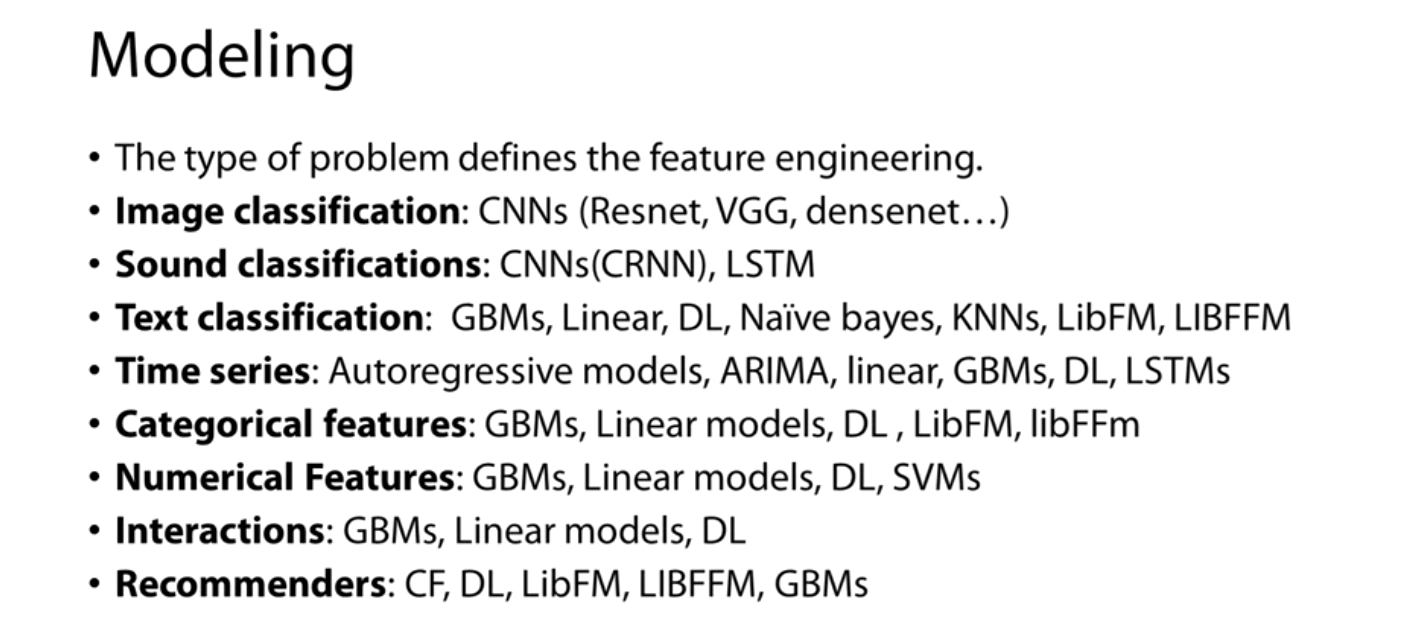 Modeling
• The type of problem defines the feature engineering.
• Image classification: CNNs (Resnet, VGG, densenet…)
• Sound classifications: CNNs(CRNN), LSTM
• Text classification:  GBMs, Linear, DL, Naïve bayes, KNNs, LibFM, LIBFFM
• Time series: Autoregressive models, ARIMA, linear, GBMs, DL, LSTMs
• Categorical features: GBMs, Linear models, DL , LibFM, libFFm
• Numerical Features: GBMs, Linear models, DL, SVMs
• Interactions: GBMs, Linear models, DL
• Recommenders: CF, DL, LibFM, LIBFFM, GBMs